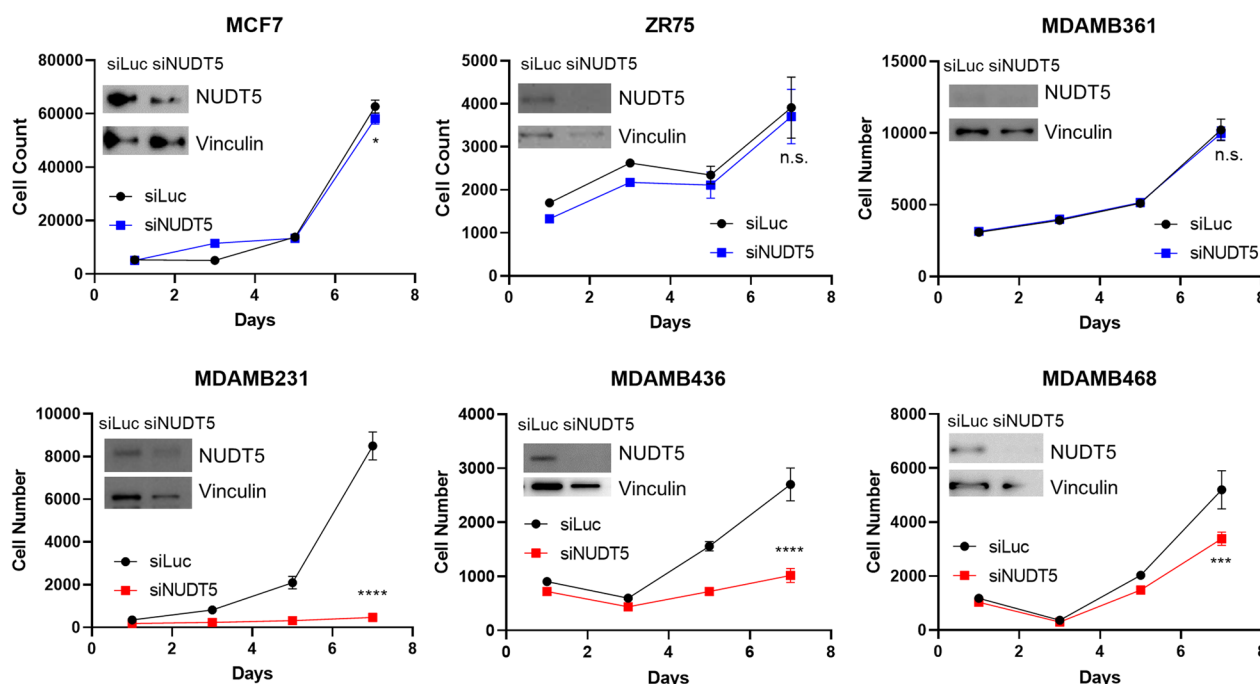 MCF7
80000
60000
40000
20000
0
Cell Count
siLuc siNUDT5
NUDT5
Vinculin
siLuc
siNUDT5
*
0 2 4 6 8
Days
ZR75
5000
4000
3000
2000
1000
0
Cell Count
siLuc siNUDT5
NUDT5
Vinculin
n.s.
siLuc
siNUDT5
0 2 4 6 8
Days
MDAMB361
15000
10000
5000
0
Cell Number
siLuc siNUDT5
NUDT5
Vinculin
n.s.
siLuc
siNUDT5
0 2 4 6 8
Days
MDAMB231
10000
8000
6000
4000
2000
0
Cell Number
siLuc siNUDT5
NUDT5
Vinculin
siLuc
siNUDT5
****
0 2 4 6 8
Days
MDAMB436
4000
3000
2000
1000
0
Cell Number
siLuc siNUDT5
NUDT5
Vinculin
siLuc
siNUDT5
****
0 2 4 6 8
Days
MDAMB468
8000
6000
4000
2000
0
Cell Number
siLuc siNUDT5
NUDT5
Vinculin
siLuc
siNUDT5
***
0 2 4 6 8
Days